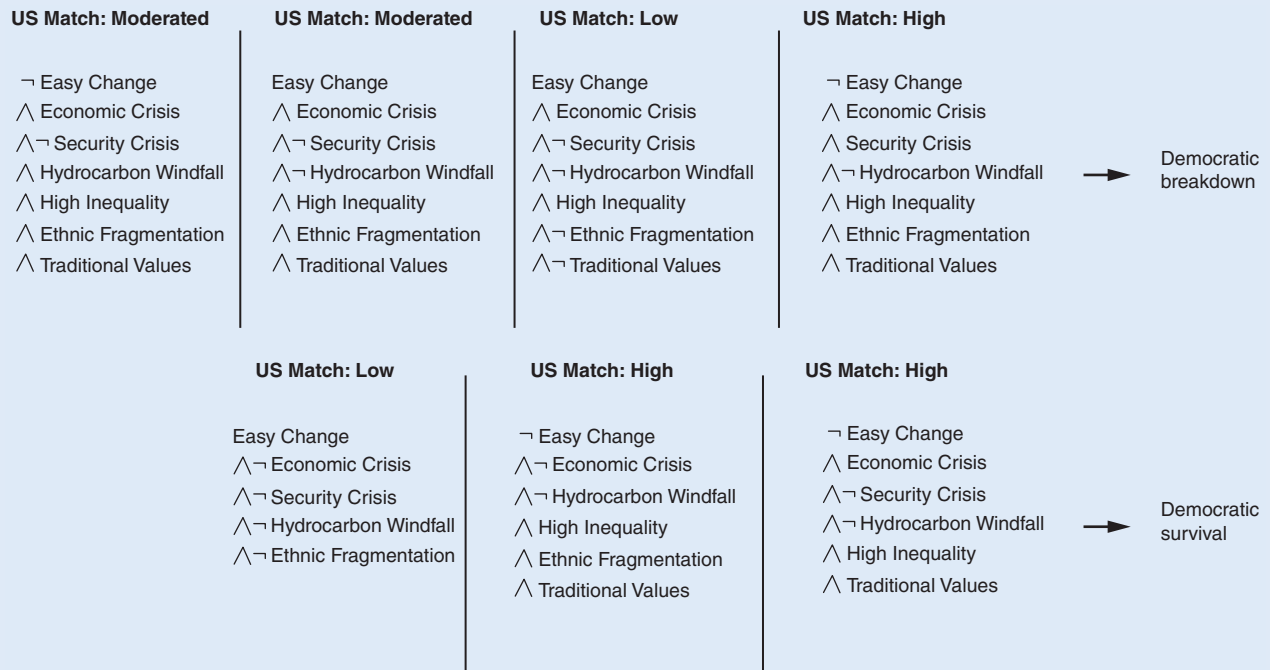 US Match: Moderated
¬ Easy Change
∧ Economic Crisis
∧¬ Security Crisis
∧ Hydrocarbon Windfall
∧ High Inequality
∧ Ethnic Fragmentation
∧ Traditional Values
US Match: Moderated
Easy Change
∧ Economic Crisis
∧¬ Security Crisis
∧¬ Hydrocarbon Windfall
∧ High Inequality
∧ Ethnic Fragmentation
∧ Traditional Values
US Match: Low
Easy Change
∧ Economic Crisis
∧¬ Security Crisis
∧¬ Hydrocarbon Windfall
∧ High Inequality
∧¬ Ethnic Fragmentation
∧¬ Traditional Values
US Match: High
¬ Easy Change
∧ Economic Crisis
∧ Security Crisis
∧¬ Hydrocarbon Windfall
∧ High Inequality
∧ Ethnic Fragmentation
∧ Traditional Values
Democratic
breakdown
US Match: Low
Easy Change
∧¬ Economic Crisis
∧¬ Security Crisis
∧¬ Hydrocarbon Windfall
∧¬ Ethnic Fragmentation
US Match: High
¬ Easy Change
∧¬ Economic Crisis
∧¬ Hydrocarbon Windfall
∧ High Inequality
∧ Ethnic Fragmentation
∧ Traditional Values
US Match: High
¬ Easy Change
∧ Economic Crisis
∧¬ Security Crisis
∧¬ Hydrocarbon Windfall
∧ High Inequality
∧ Traditional Values
Democratic
survival